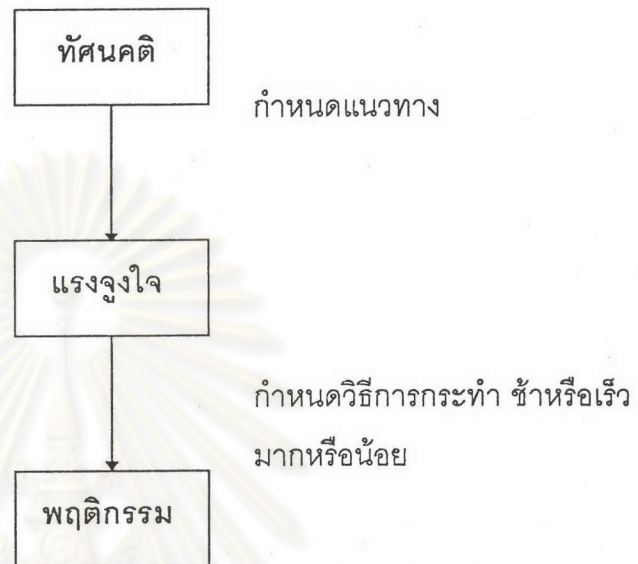 ทัศนคติ
กำหนดแนวทาง
แรงจูงใจ
กำหนดวิธีการกระทำ ช้าหรือเร็ว
มากหรือน้อย
พฤติกรรม